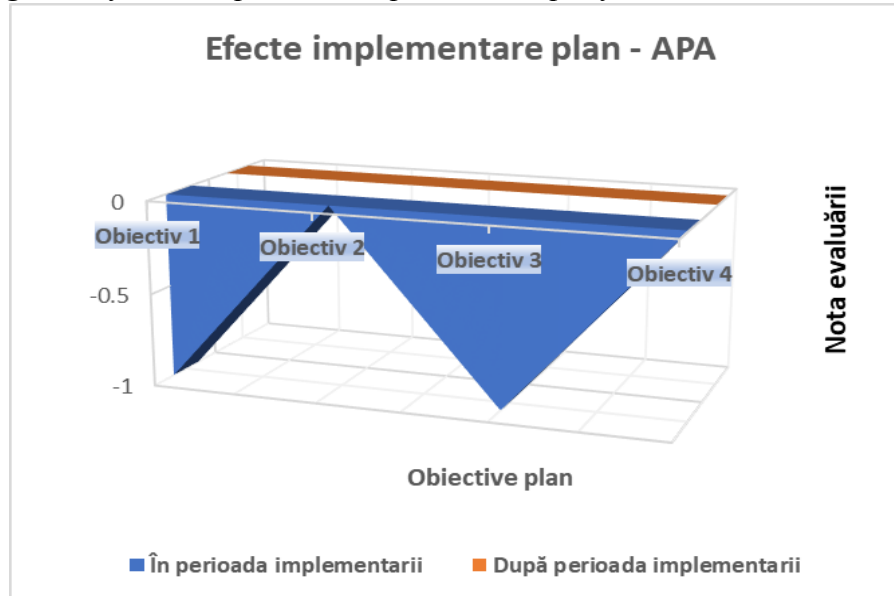 Efecte implementare plan - APA
0
Obiectiv 1
Obiectiv 2
Obiectiv 3
Obiectiv 4
-0.5
-1
Nota evaluării
Obiective plan
În perioada implementarii
După perioada implementarii